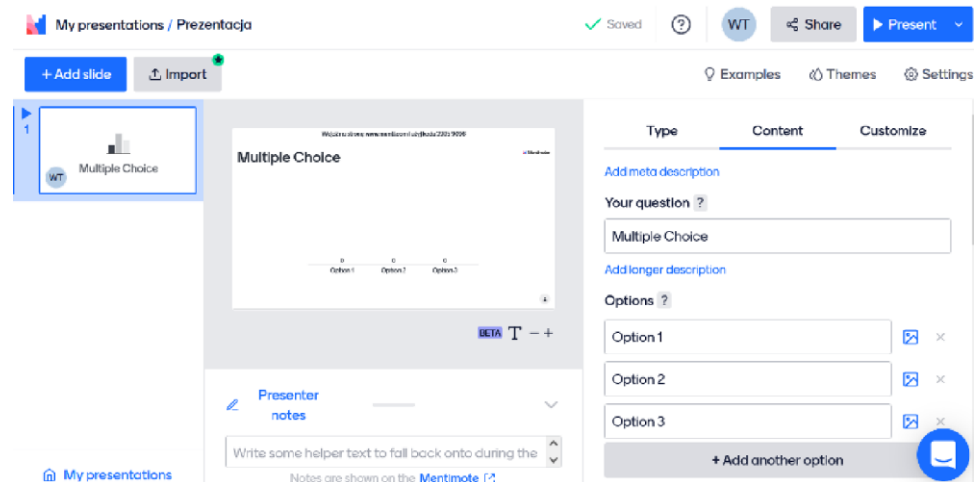 My presentations / Prezentacja
Saved
?
WT
Share
Present
+ Add slide
Import
Examples
Themes
Settings
1
Multiple Choice
WT
Multiple Choice
0 0 0
Option 1 Option 2 Option 3
BETA T − +
Presenter
notes
Write some helper text to fall back onto during the
Notes are shown on the Mentimote
My presentations
Type Content Customize
Add meta description
Your question ?
Multiple Choice
Add longer description
Options ?
Option 1
Option 2
Option 3
+ Add another option